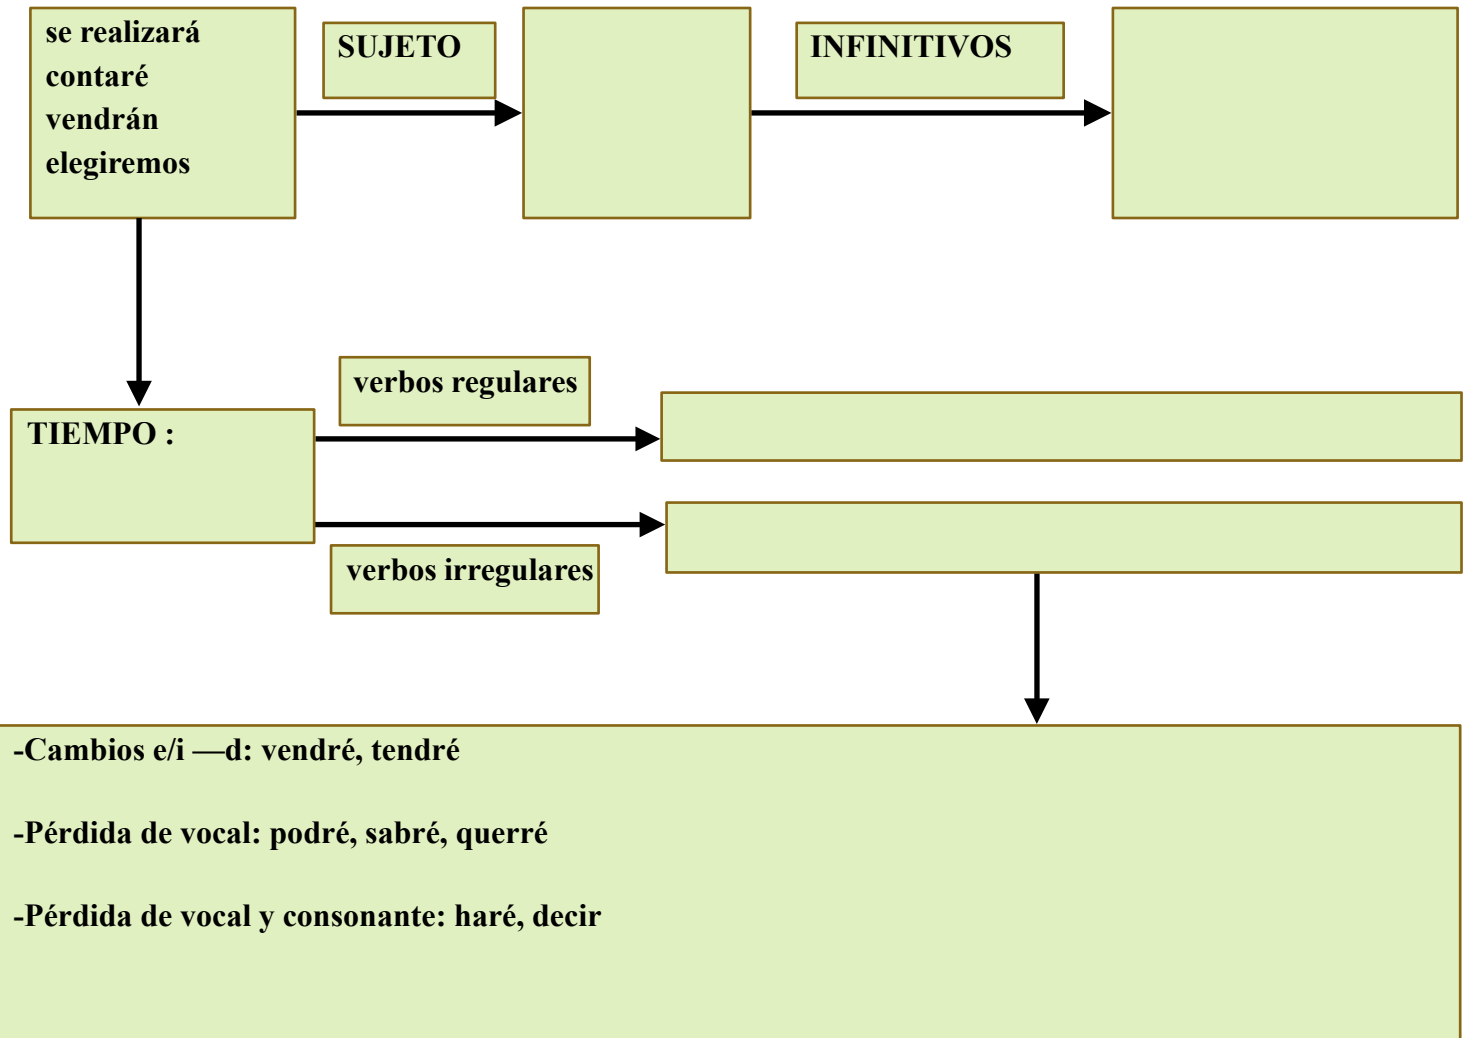 se realizará
contaré
vendrán
elegiremos
SUJETO
INFINITIVOS
verbos regulares
TIEMPO :
verbos irregulares
-Cambios e/i —d: vendré, tendré
-Pérdida de vocal: podré, sabré, querré
-Pérdida de vocal y consonante: haré, decir